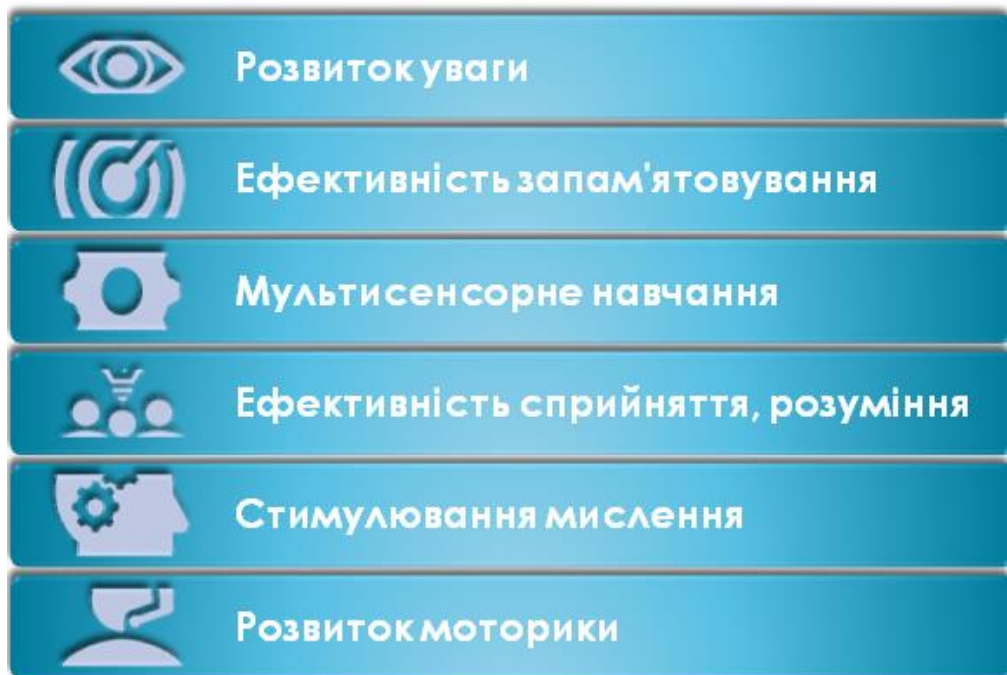 Розвиток уваги
Ефективність запам'ятовування
Мультисенсорне навчання
Ефективність сприйняття, розуміння
Стимулювання мислення
Розвиток моторики